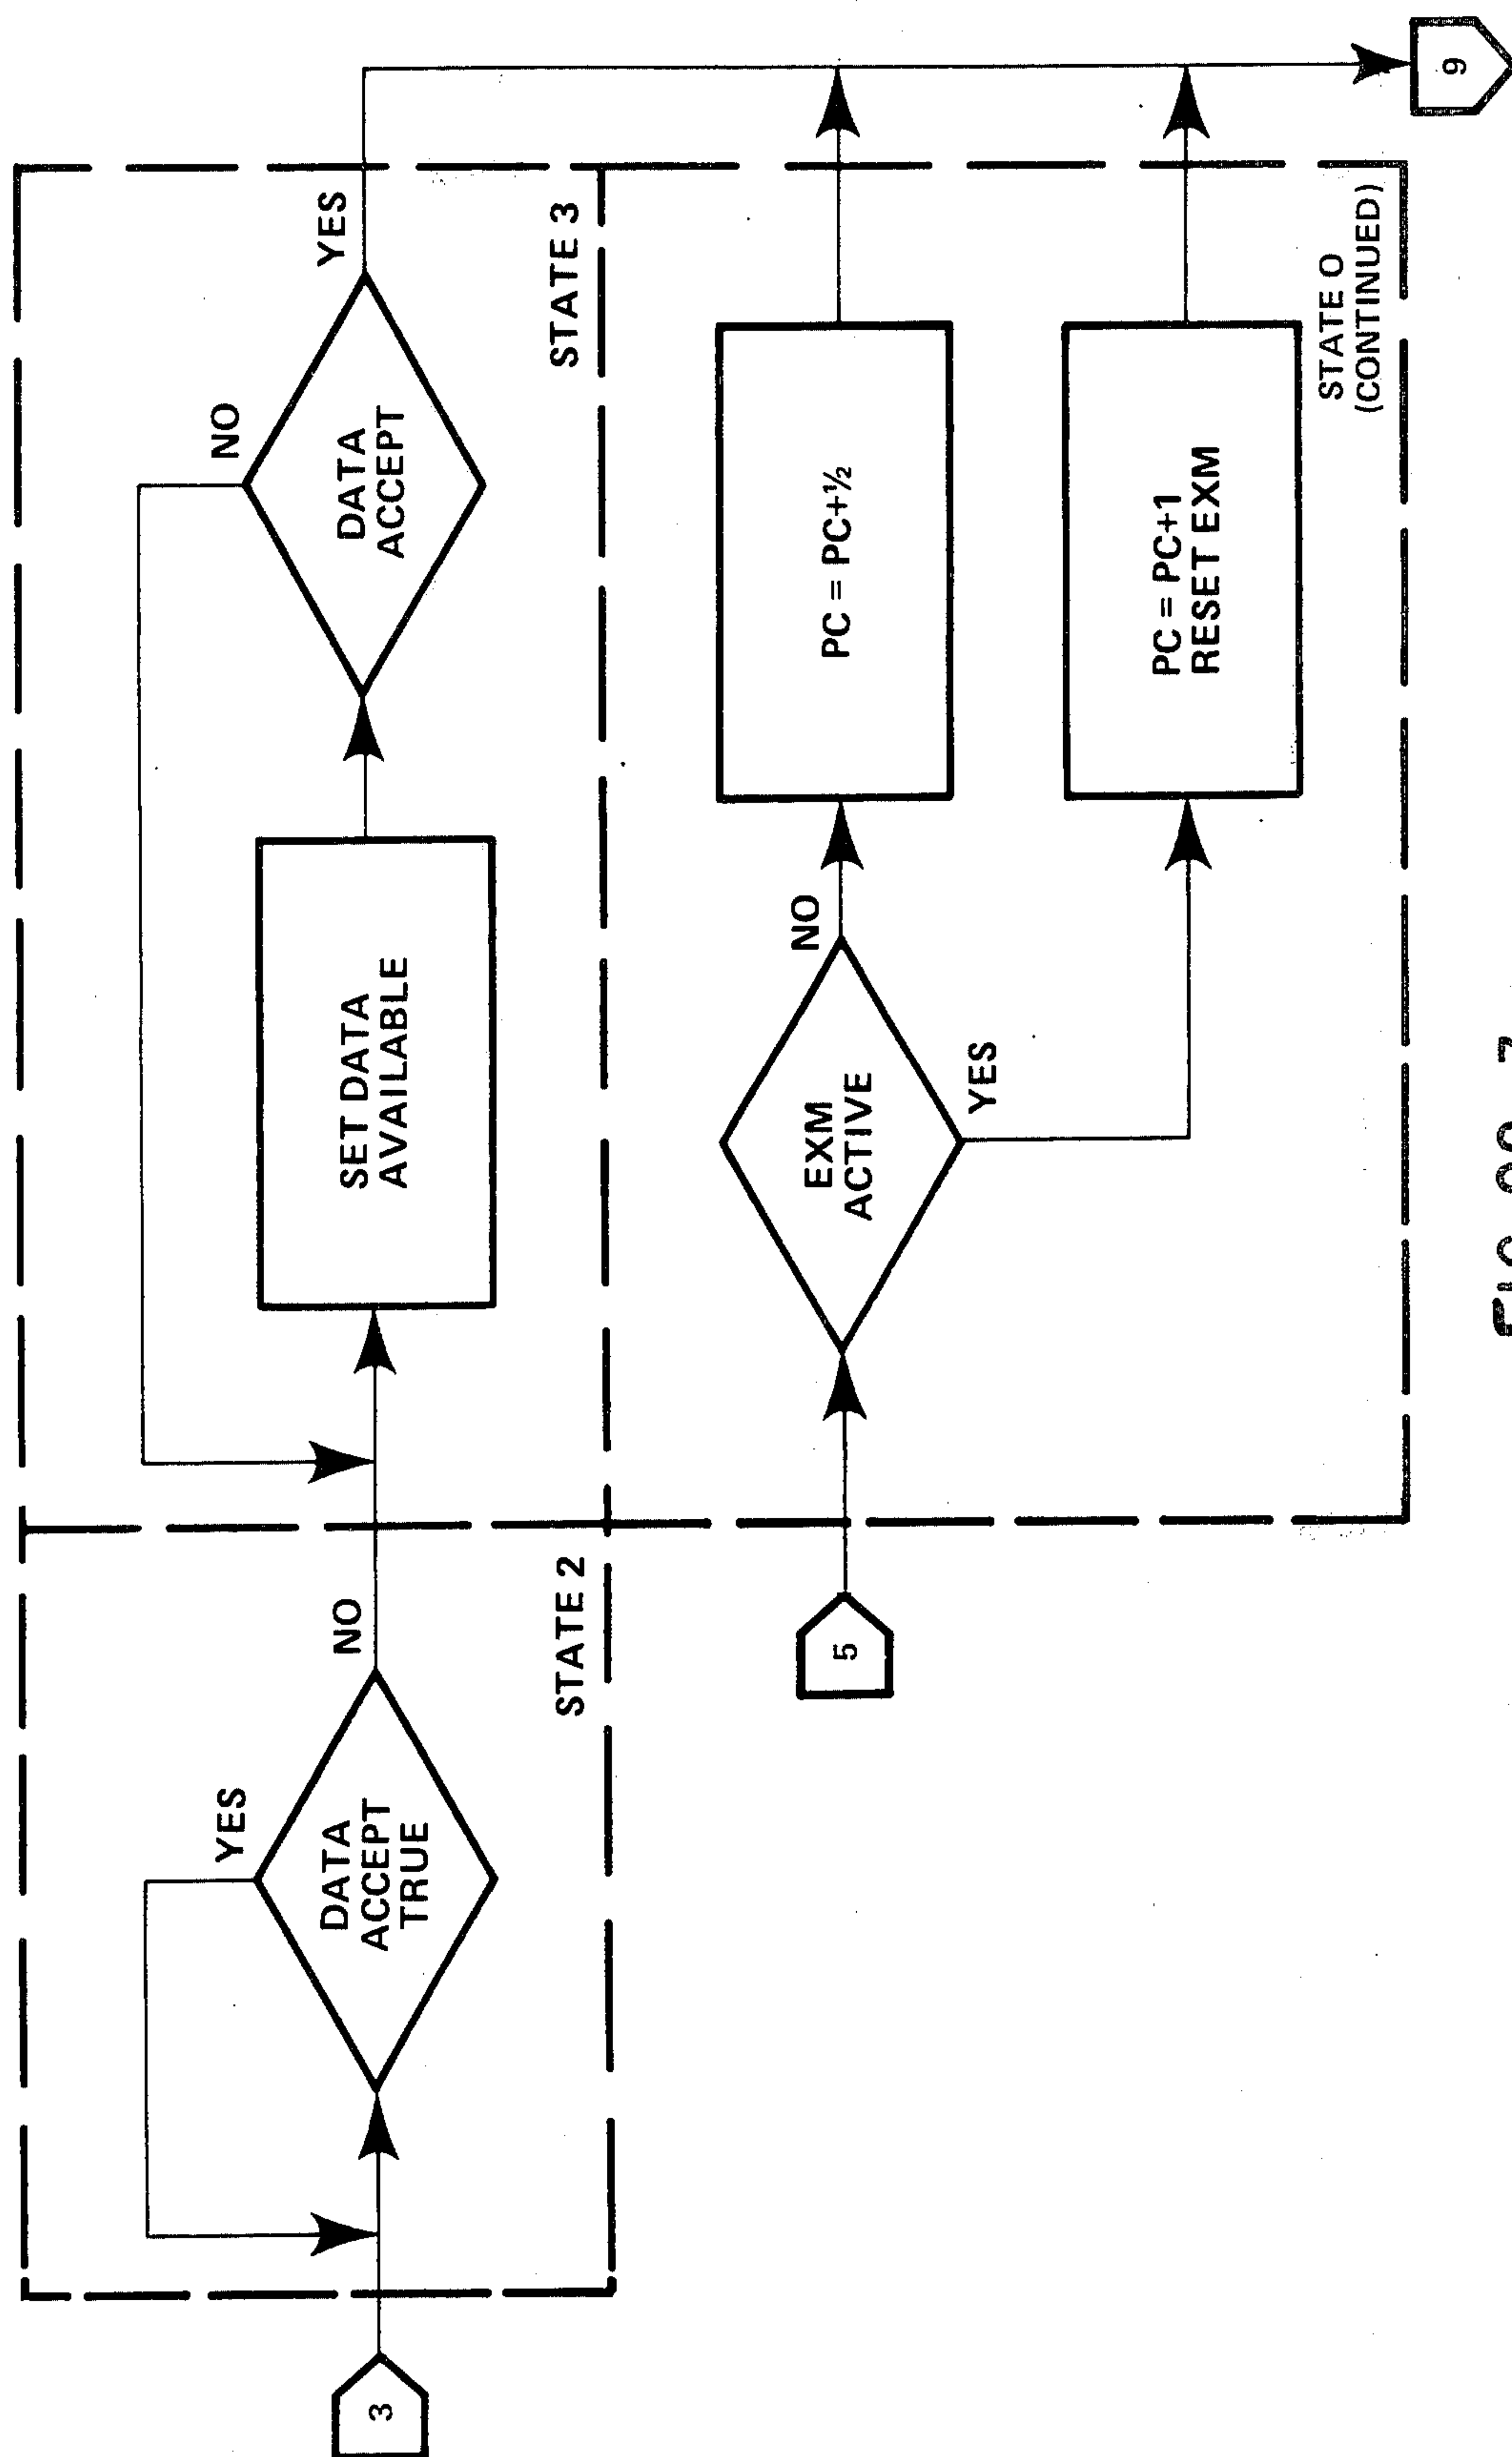 3
YES
DATA
ACCEPT
TRUE
NO
STATE 2
SET DATA
AVAILABLE
NO
DATA
ACCEPT
YES
STATE 3
5
EXM
ACTIVE
NO
YES
PC = PC+½
PC = PC+1
RESET EXM
STATE O
(CONTINUED)
9